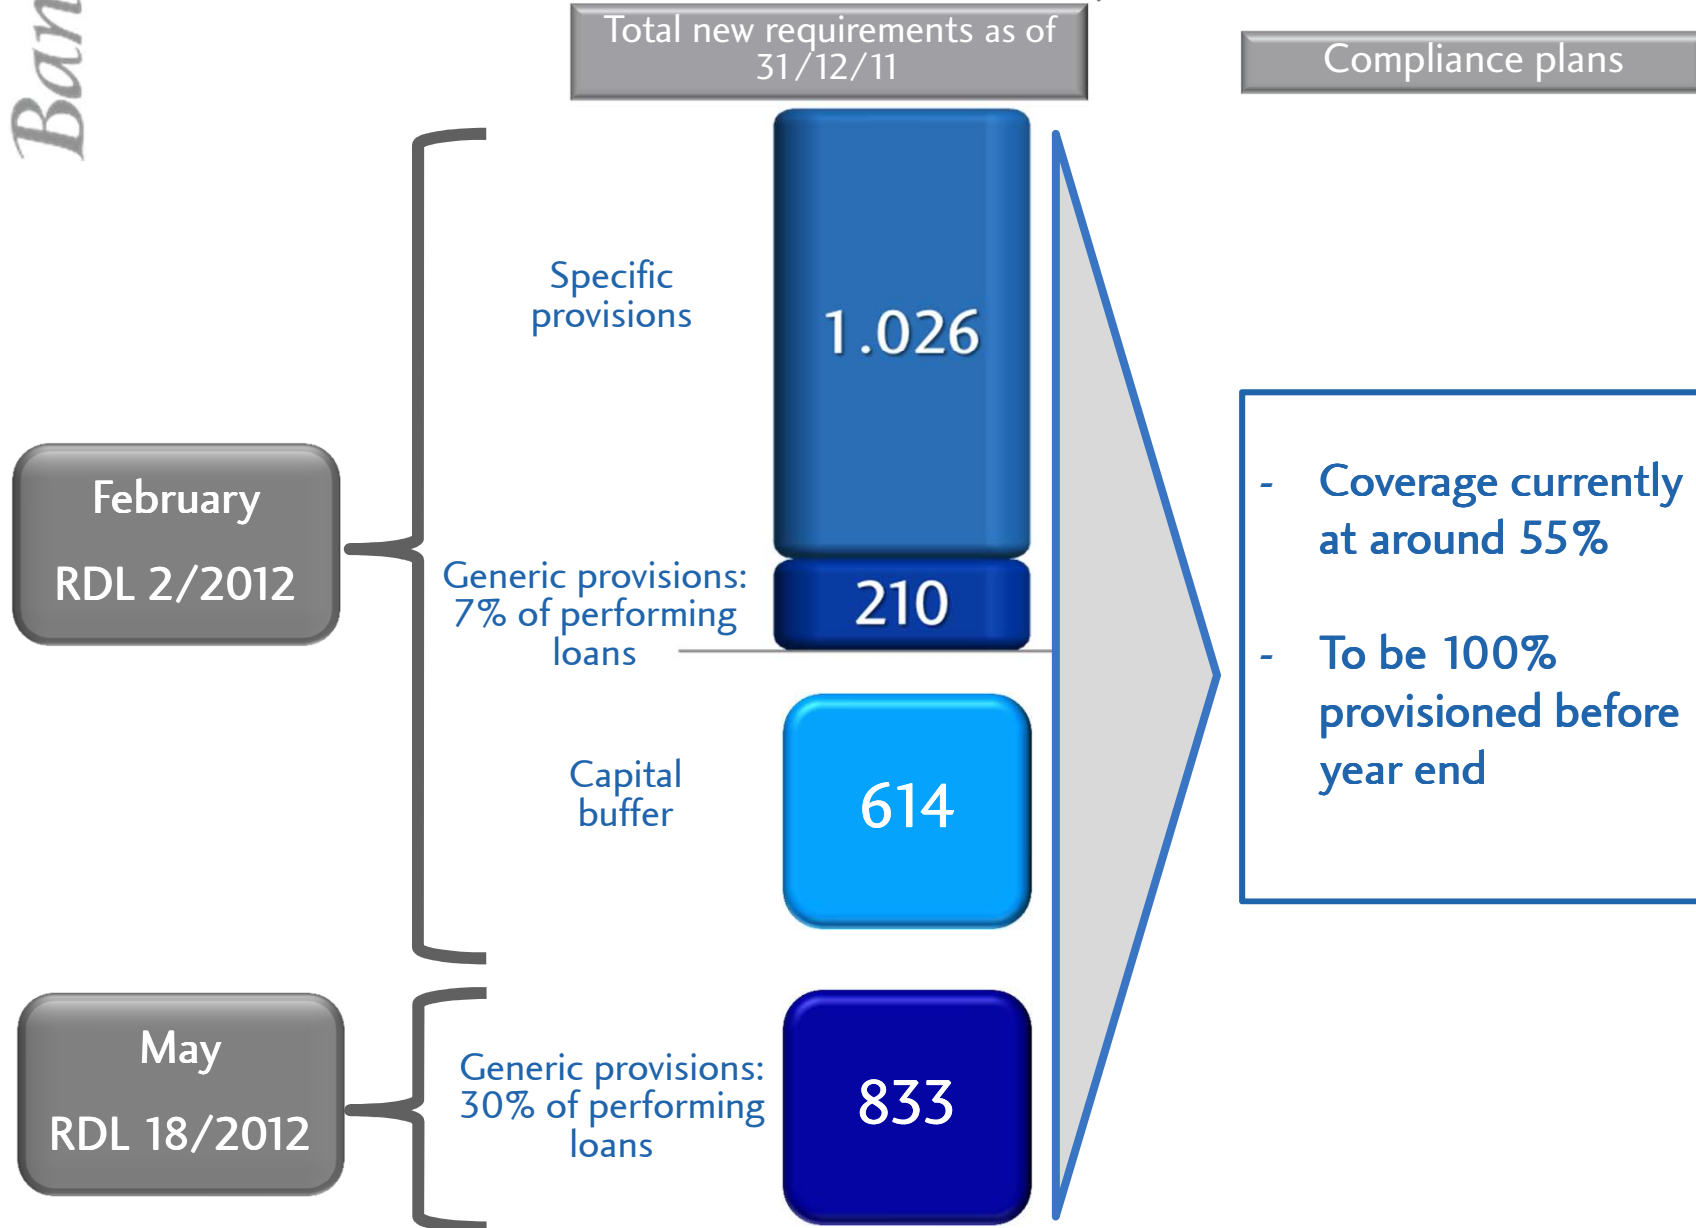 Ban
Total new requirements as of
31/12/11
Compliance plans
Specific
provisions
1.026
February
RDL 2/2012
Generic provisions:
7% of performing
loans
210
Capital
buffer
614
- Coverage currently
at around 55%
- To be 100%
provisioned before
year end
May
RDL 18/2012
Generic provisions:
30% of performing
loans
833